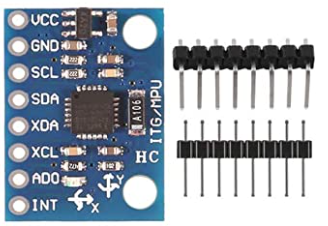 VCC
GND
SCL
SDA
XDA
XCL
ADO
INT
ITG/MPU
HC
A106
Y
X